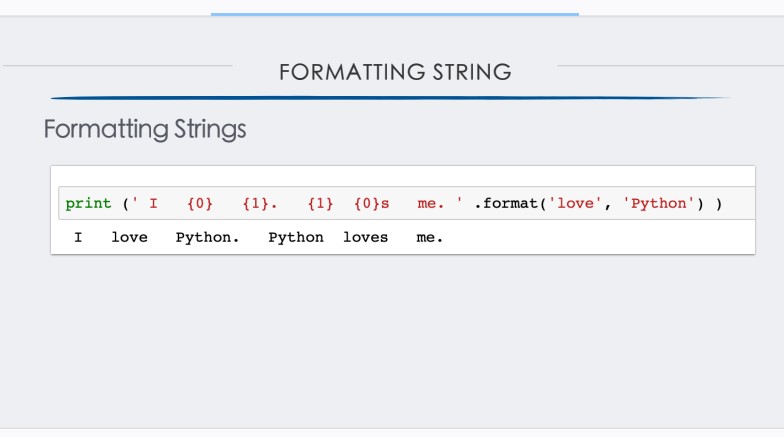 FORMATTING STRING
Formatting Strings
print (' I   {0}   {1}.   {1}  {0}s   me. ' .format('love', 'Python') )
I   love   Python.   Python  loves   me.